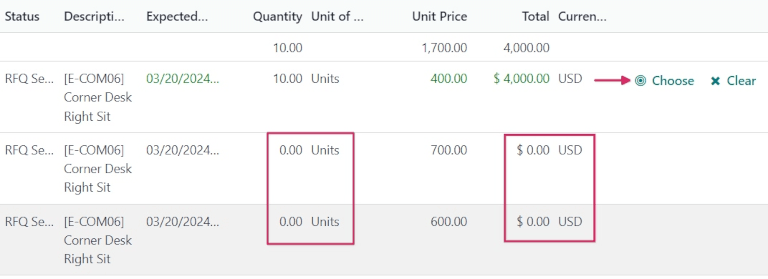 Status Descripti... Expected... Quantity Unit of ... Unit Price Total Curren...
10.00 1,700.00 4,000.00
RFQ Se... [E-COM06] 03/20/2024... 10.00 Units 400.00 $ 4,000.00 USD Choose Clear
Corner Desk
Right Sit
RFQ Se... [E-COM06] 03/20/2024... 0.00 Units 700.00 $ 0.00 USD
Corner Desk
Right Sit
RFQ Se... [E-COM06] 03/20/2024... 0.00 Units 600.00 $ 0.00 USD
Corner Desk
Right Sit